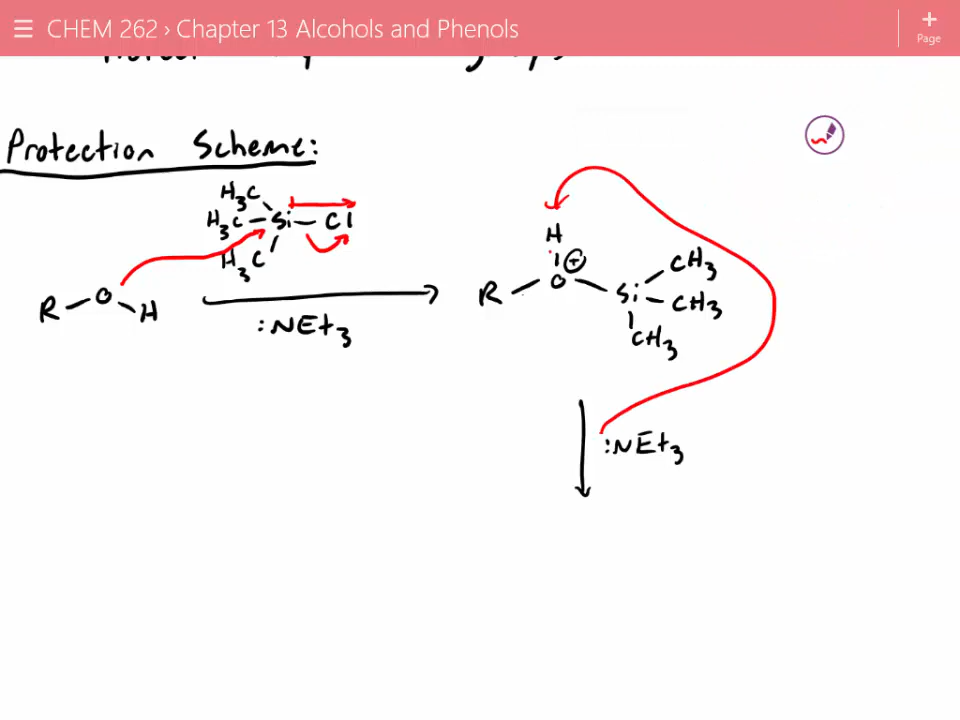 CHEM 262 › Chapter 13 Alcohols and Phenols
Page
Protection Scheme:
H3C
H3C Si Cl
H3C
R O H
:NEt3
H
O +
R Si CH3
CH3
CH3
:NEt3